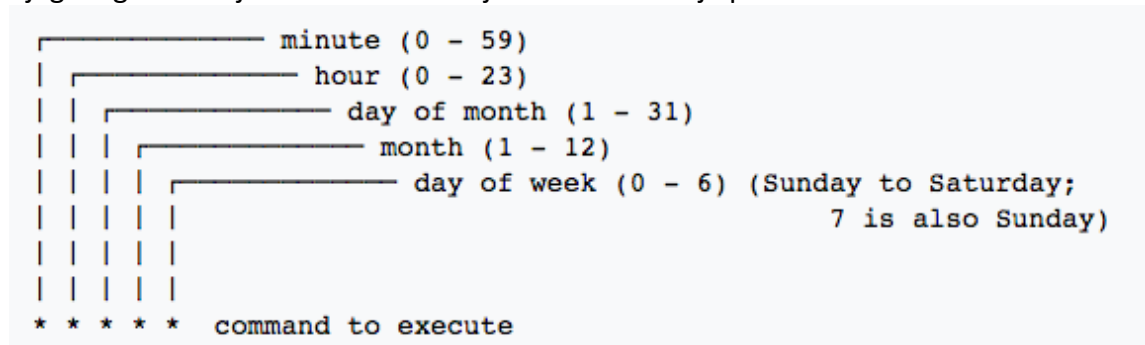 minute (0 – 59)
hour (0 – 23)
day of month (1 – 31)
month (1 – 12)
day of week (0 – 6) (Sunday to Saturday;
7 is also Sunday)
* * * * * command to execute